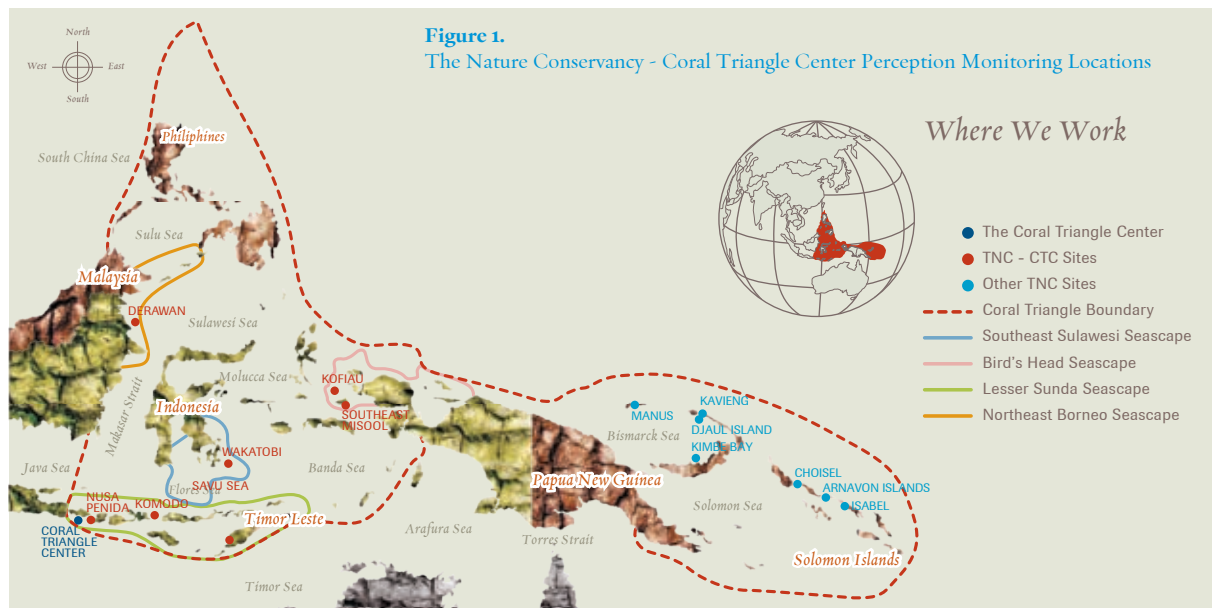 Figure 1.
The Nature Conservancy - Coral Triangle Center Perception Monitoring Locations
North
West
East
South
Where We Work
Philiphines
South China Sea
The Coral Triangle Center
TNC - CTC Sites
Other TNC Sites
Coral Triangle Boundary
Southeast Sulawesi Seascape
Bird's Head Seascape
Lesser Sunda Seascape
Northeast Borneo Seascape
Sulu Sea
Malaysia
DERAWAN
Sulawesi Sea
Molucca Sea
KOFIAU
Makasar Strait
Indonesia
SOUTHEAST
MISOOL
MANUS
KAVIENG
DJAUL ISLAND
Bismarck Sea
KIMBE BAY
WAKATOBI
Java Sea
Banda Sea
Papua New Guinea
CHOISEL
SAVU SEA
Flores Sea
ARNAVON ISLANDS
NUSA
PENIDA
KOMODO
Solomon Sea
ISABEL
Timor Leste
CORAL
TRIANGLE
CENTER
Arafura Sea
Torres Strait
Solomon Islands
Timor Sea